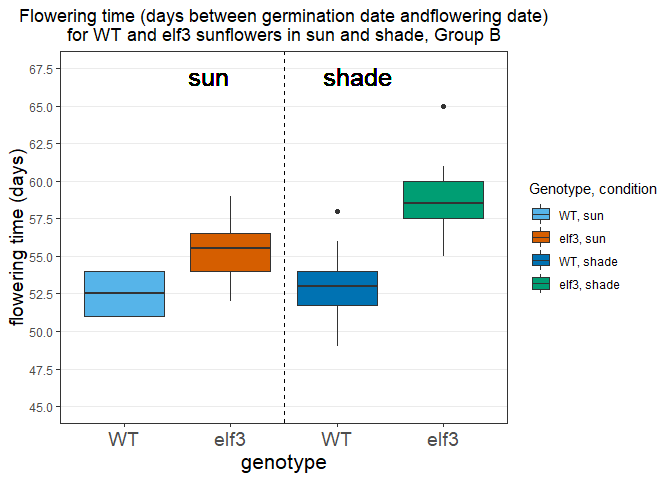 Flowering time (days between germination date andflowering date)
for WT and elf3 sunflowers in sun and shade, Group B
flowering time (days)
67.5
65.0
62.5
60.0
57.5
55.0
52.5
50.0
47.5
45.0
sun
shade
WT
elf3
WT
elf3
genotype
Genotype, condition
WT, sun
elf3, sun
WT, shade
elf3, shade